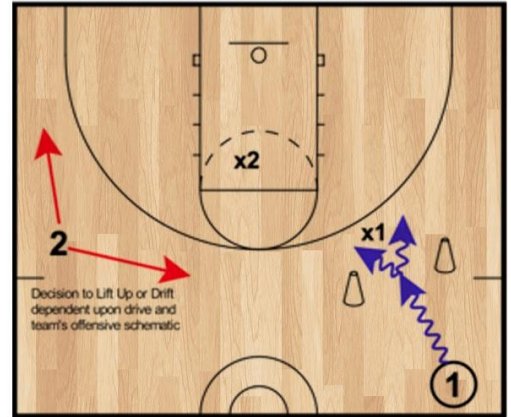 x2
x1
2
Decision to Lift Up or Drift
dependent upon drive and
team's offensive schematic
1